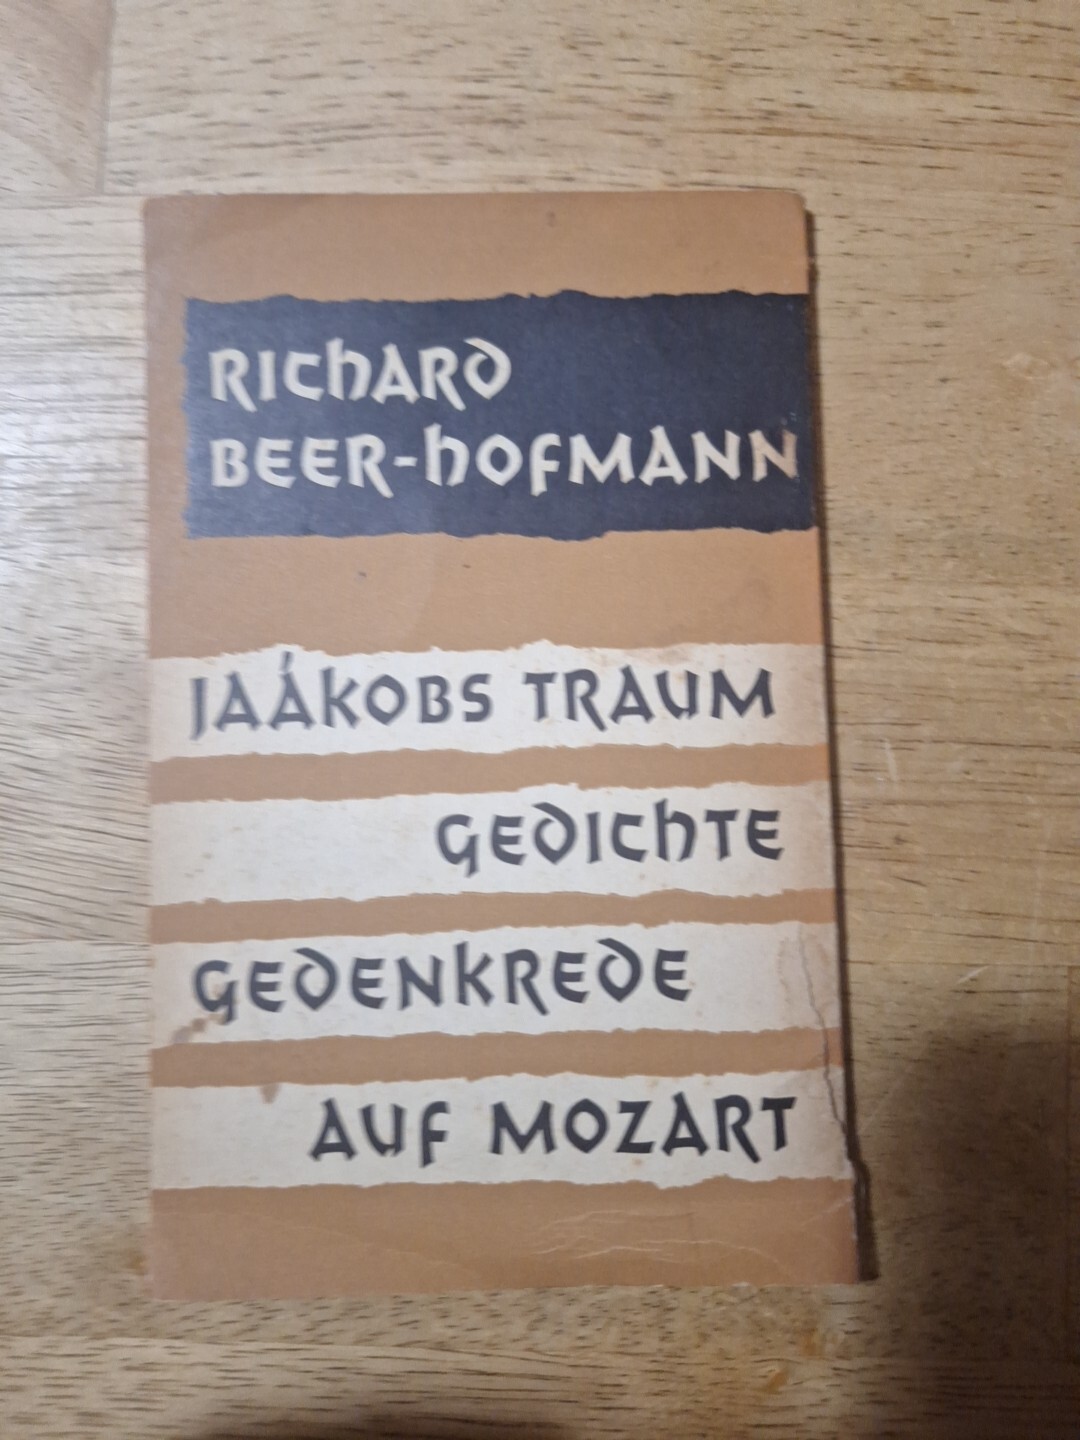 RIChARD
BEER-hOFMANN
JAÁKOBS TRAUM
GEDIChTE
GEDENKREDE
AUF MOZART